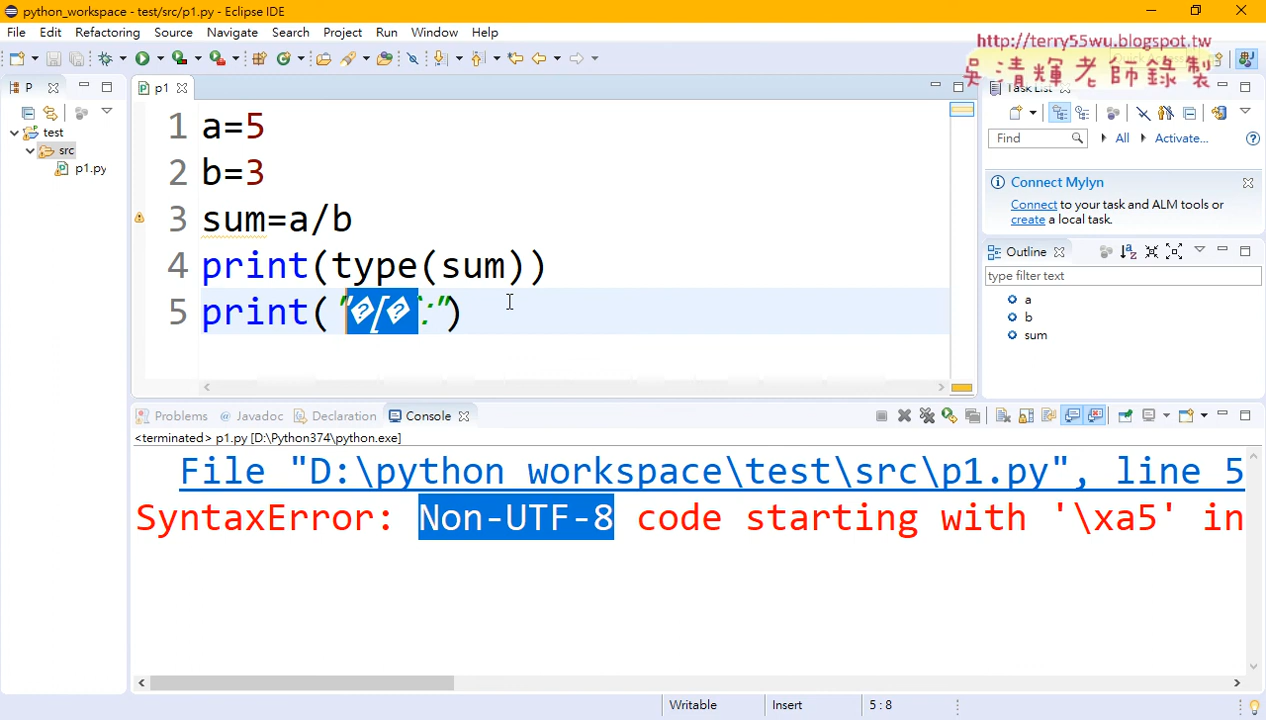 python_workspace - test/src/p1.py - Eclipse IDE
File Edit Refactoring Source Navigate Search Project Run Window Help
http://terry55wu.blogspot.tw
吳清輝老師錄製
P
p1
Task List
test
src
p1.py
1 a=5
2 b=3
3 sum=a/b
4 print(type(sum))
5 print("�[�`:")
Find
All
Activate...
Connect Mylyn
Connect to your task and ALM tools or
create a local task.
Outline
type filter text
a
b
sum
Problems @ Javadoc Declaration Console
<terminated> p1.py [D:\Python374\python.exe]
File "D:\python_workspace\test\src\p1.py", line 5
SyntaxError: Non-UTF-8 code starting with '\xa5' in
Writable
Insert
5 : 8